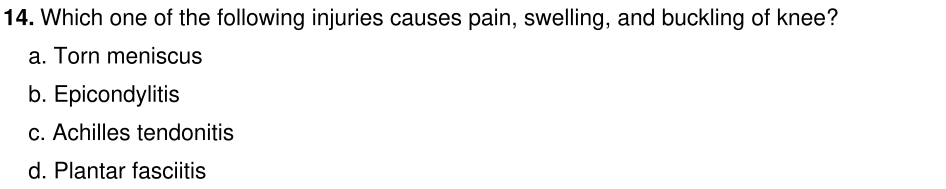 14. Which one of the following injuries causes pain, swelling, and buckling of knee?
a. Torn meniscus
b. Epicondylitis
c. Achilles tendonitis
d. Plantar fasciitis